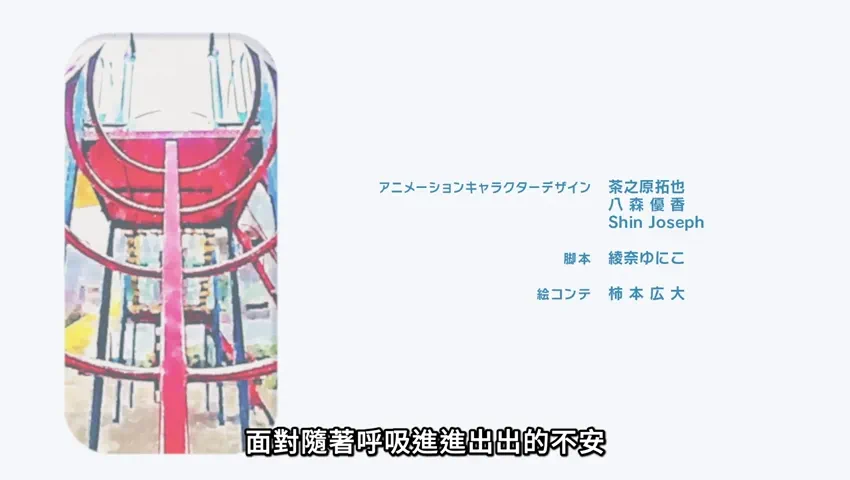 アニメーションキャラクターデザイン 茶之原拓也
八森優香
Shin Joseph
脚本 綾奈ゆにこ
絵コンテ 柿本広大
面對隨著呼吸進進出出的不安